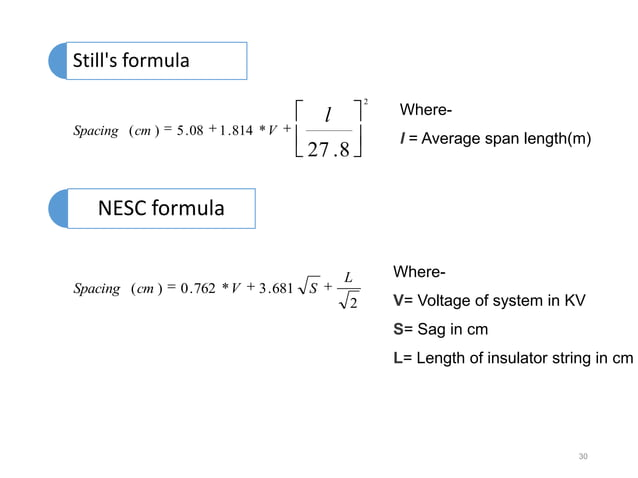 Still's formula
Spacing (cm) = 5.08 + 1.814 * V + [l / 27.8]²
Where-
l = Average span length(m)
NESC formula
Spacing (cm) = 0.762 * V + 3.681 √S + L / √2
Where-
V= Voltage of system in KV
S= Sag in cm
L= Length of insulator string in cm
30